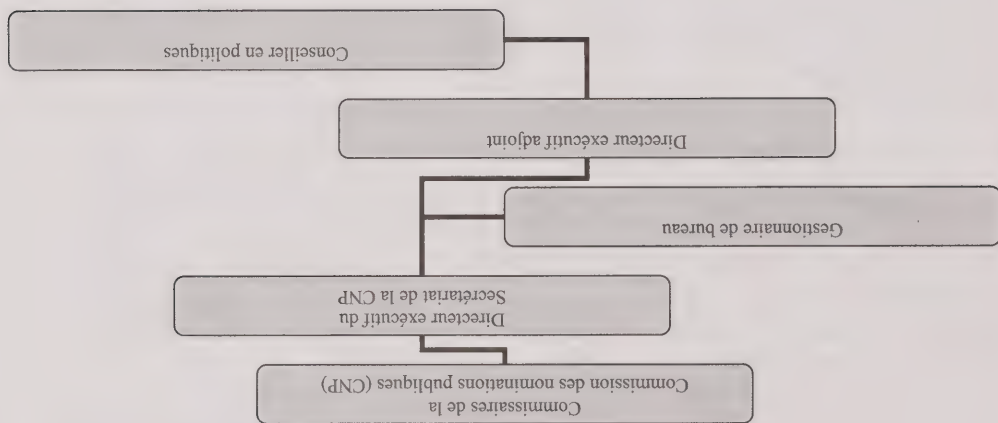 Commissaires de la
Commission des nominations publiques (CNP)
Directeur exécutif du
Secrétariat de la CNP
Gestionnaire de bureau
Directeur exécutif adjoint
Conseiller en politiques